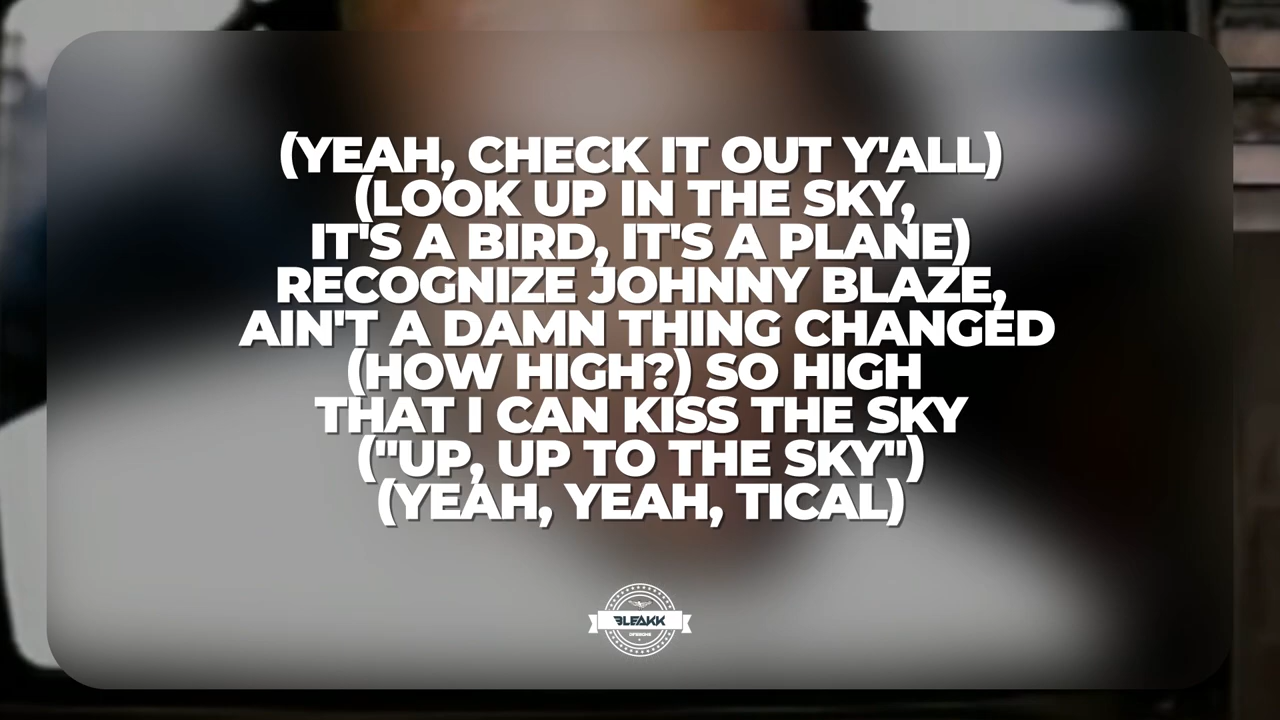 (YEAH, CHECK IT OUT Y'ALL)
(LOOK UP IN THE SKY,
IT'S A BIRD, IT'S A PLANE)
RECOGNIZE JOHNNY BLAZE,
AIN'T A DAMN THING CHANGED
(HOW HIGH?) SO HIGH
THAT I CAN KISS THE SKY
("UP, UP TO THE SKY")
(YEAH, YEAH, TICAL)
BLEAKK